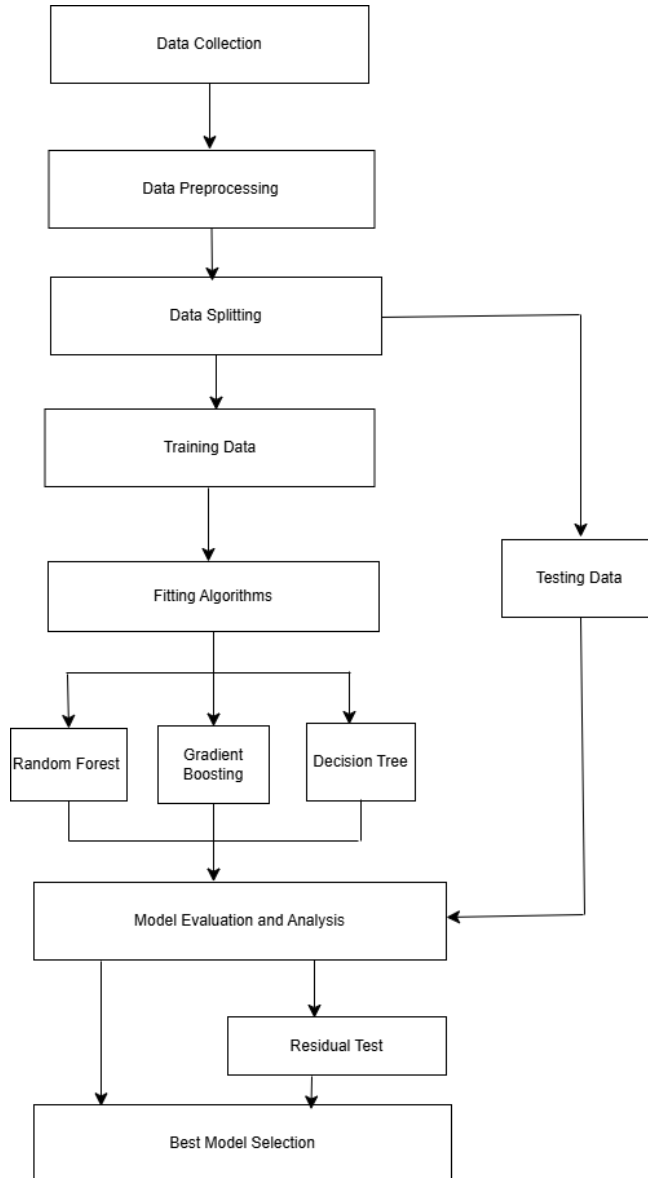 Data Collection
Data Preprocessing
Data Splitting
Training Data
Fitting Algorithms
Testing Data
Random Forest
Gradient
Boosting
Decision Tree
Model Evaluation and Analysis
Residual Test
Best Model Selection